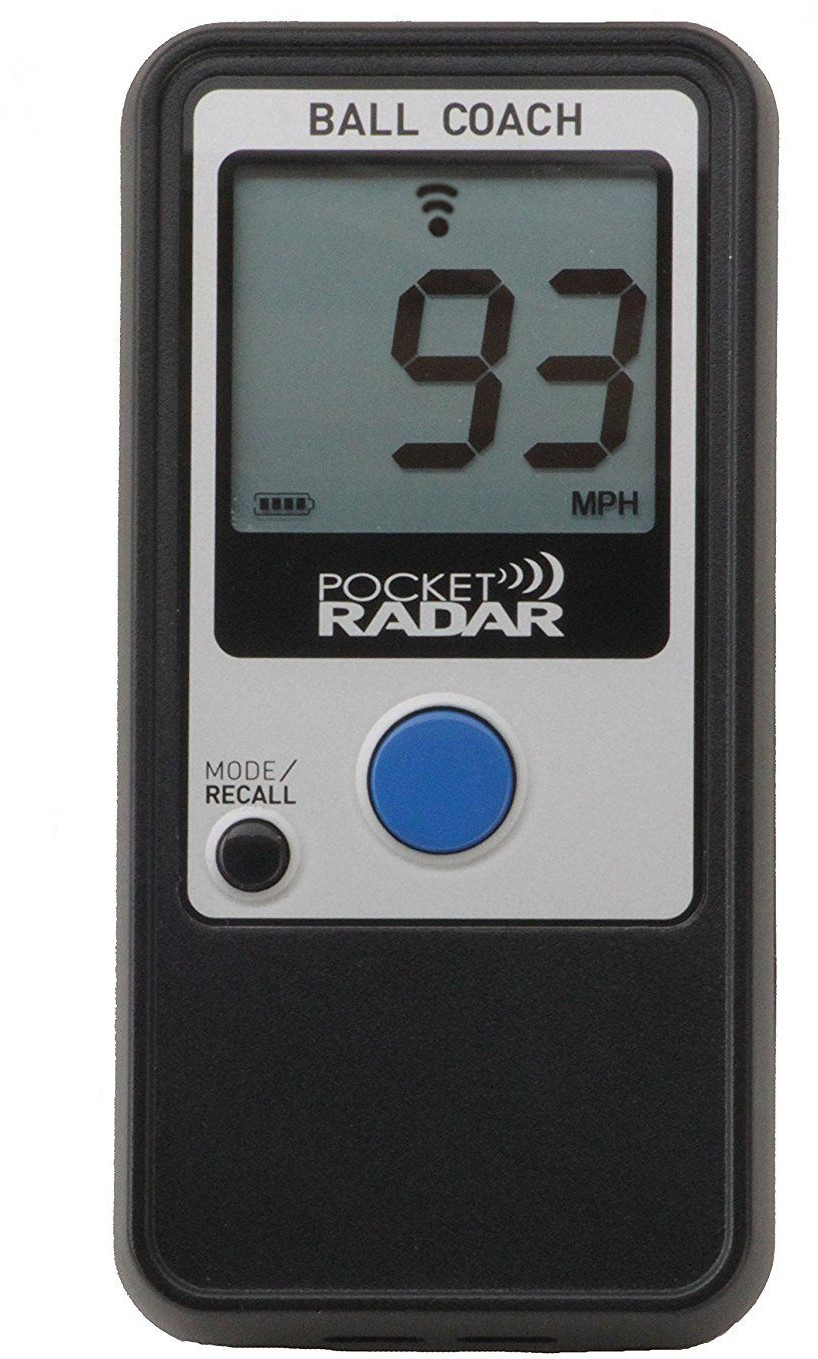 BALL COACH
93
MPH
POCKET
RADAR
MODE/
RECALL